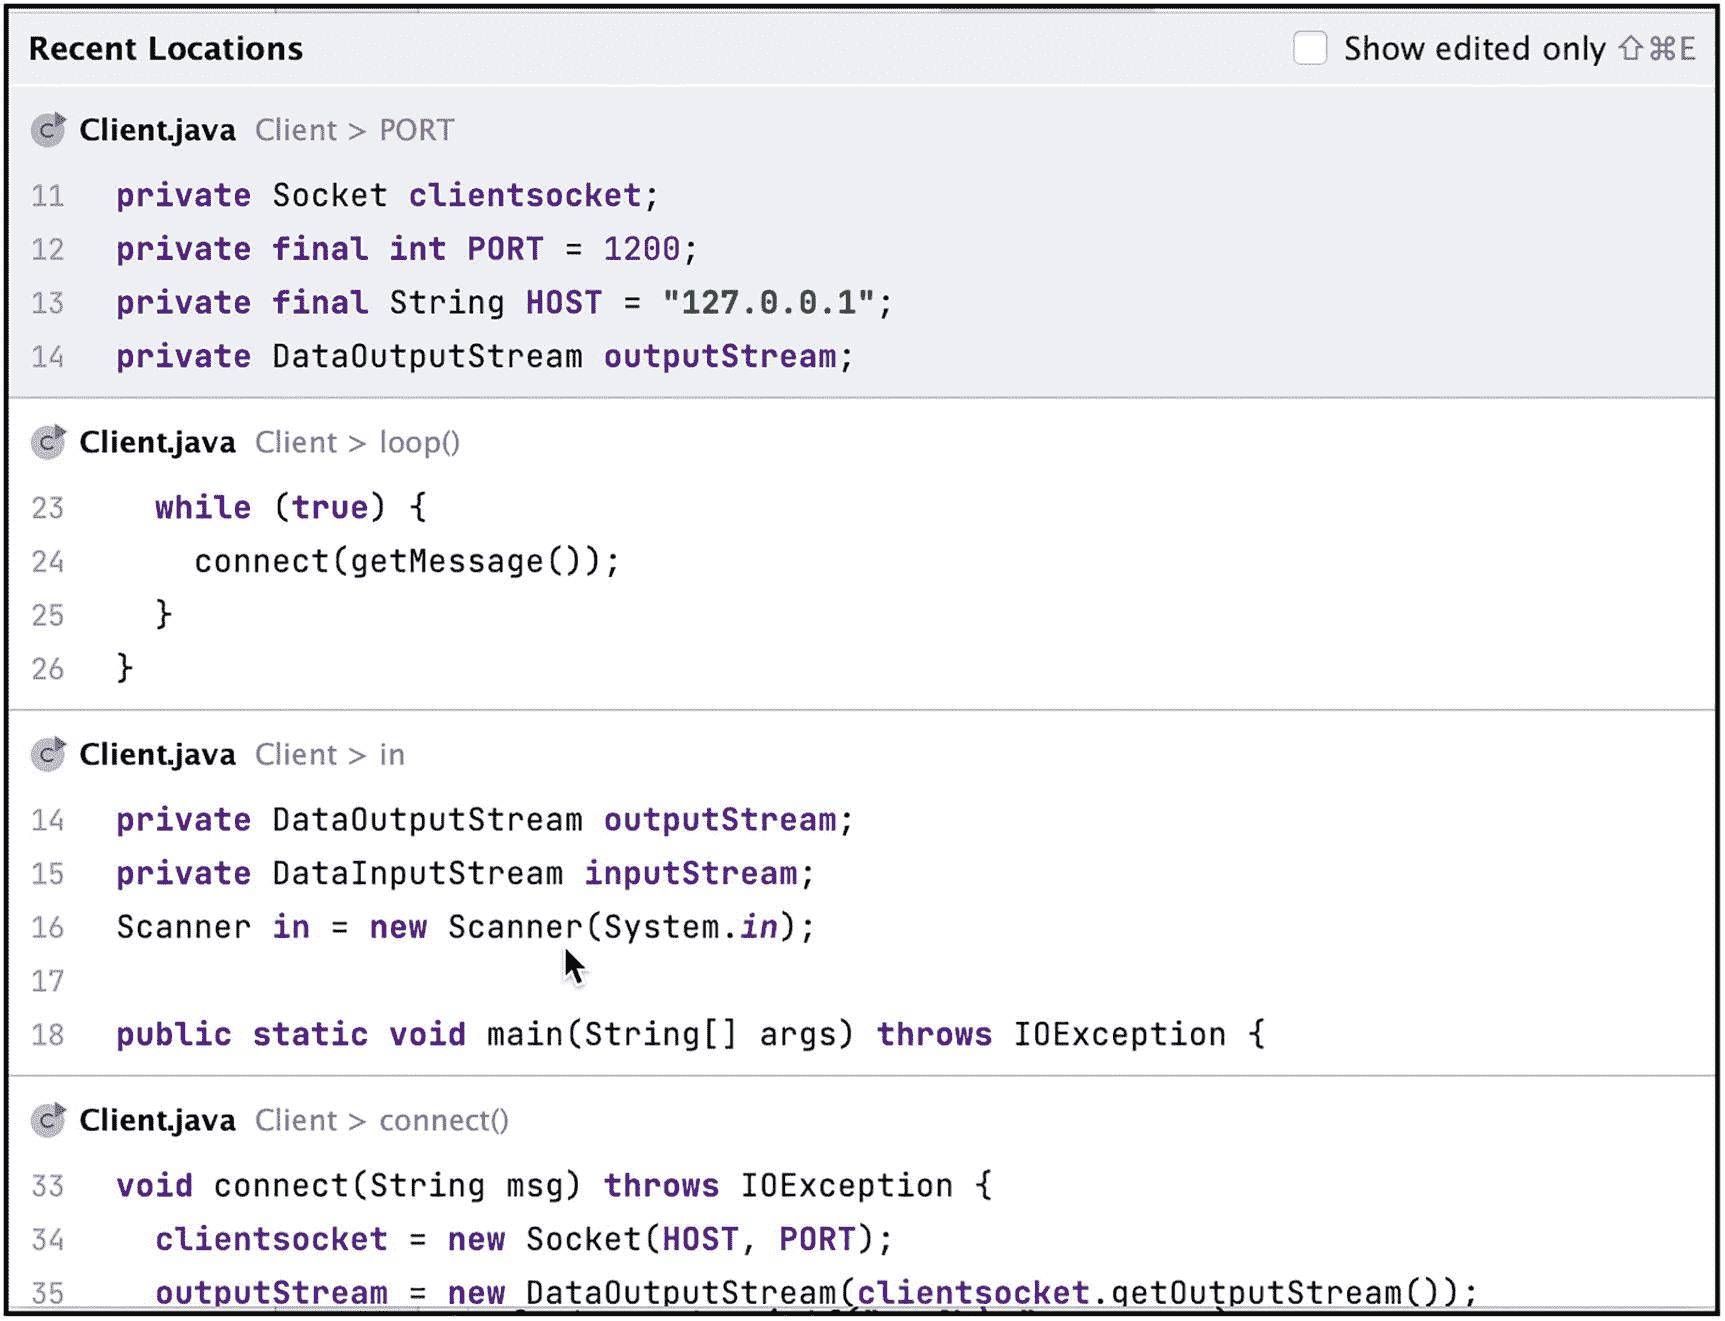 Recent Locations Show edited only ⇧⌘E
C Client.java Client > PORT
11 private Socket clientsocket;
12 private final int PORT = 1200;
13 private final String HOST = "127.0.0.1";
14 private DataOutputStream outputStream;
C Client.java Client > loop()
23 while (true) {
24 connect(getMessage());
25 }
26 }
C Client.java Client > in
14 private DataOutputStream outputStream;
15 private DataInputStream inputStream;
16 Scanner in = new Scanner(System.in);
17
18 public static void main(String[] args) throws IOException {
C Client.java Client > connect()
33 void connect(String msg) throws IOException {
34 clientsocket = new Socket(HOST, PORT);
35 outputStream = new DataOutputStream(clientsocket.getOutputStream());